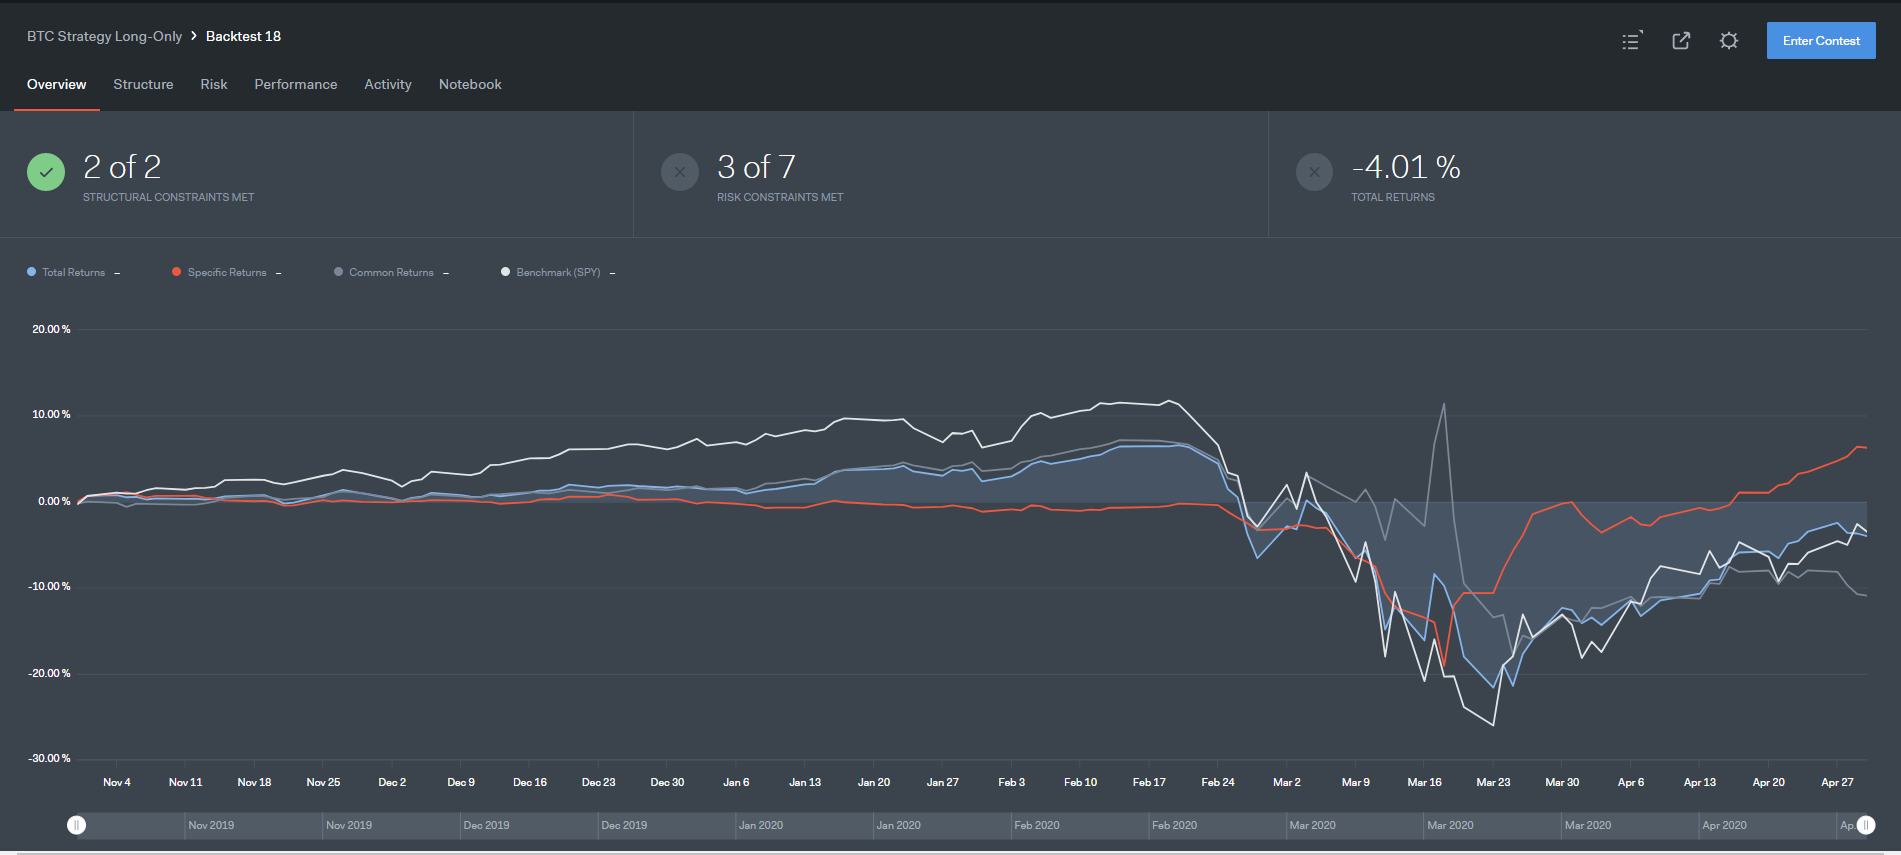 BTC Strategy Long-Only > Backtest 18
Enter Contest
Overview Structure Risk Performance Activity Notebook
2 of 2
STRUCTURAL CONSTRAINTS MET
3 of 7
RISK CONSTRAINTS MET
-4.01 %
TOTAL RETURNS
Total Returns – Specific Returns – Common Returns – Benchmark (SPY) –
20.00 %
10.00 %
0.00 %
-10.00 %
-20.00 %
-30.00 %
Nov 4 Nov 11 Nov 18 Nov 25 Dec 2 Dec 9 Dec 16 Dec 23 Dec 30 Jan 6 Jan 13 Jan 20 Jan 27 Feb 3 Feb 10 Feb 17 Feb 24 Mar 2 Mar 9 Mar 16 Mar 23 Mar 30 Apr 6 Apr 13 Apr 20 Apr 27
Nov 2019 Nov 2019 Dec 2019 Dec 2019 Jan 2020 Jan 2020 Feb 2020 Feb 2020 Mar 2020 Mar 2020 Mar 2020 Apr 2020 Ap